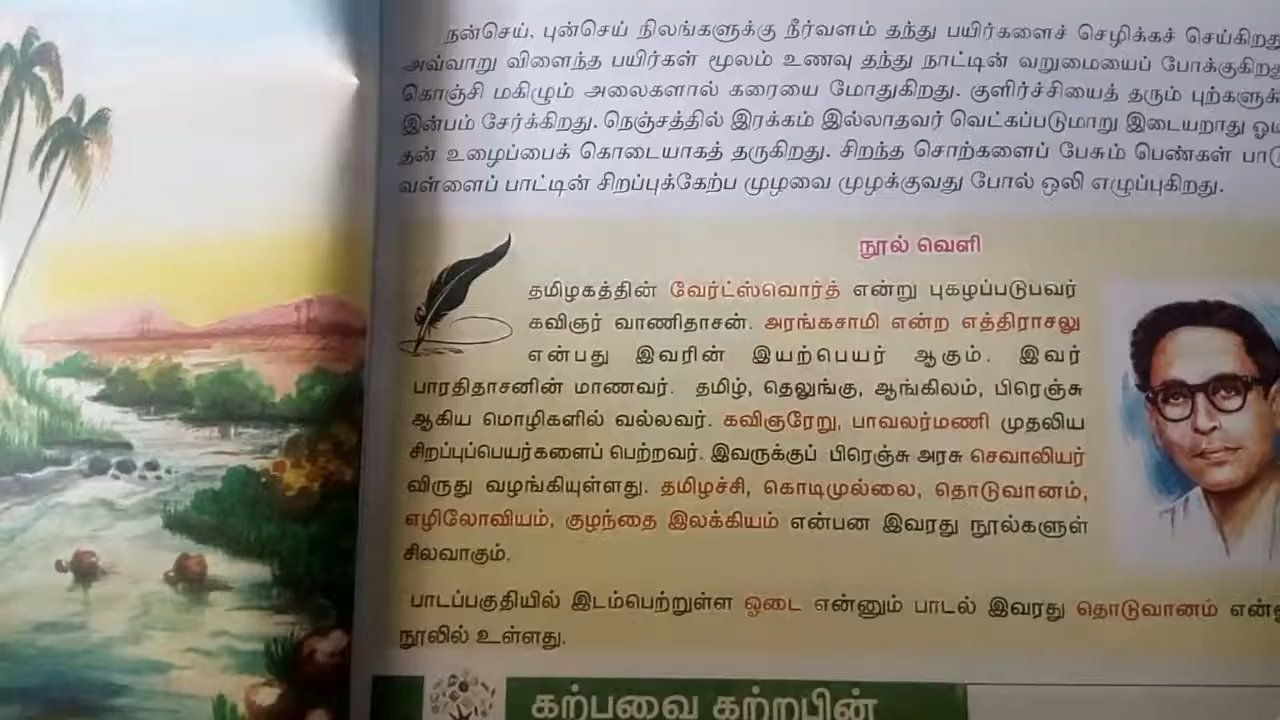 நன்செய், புன்செய் நிலங்களுக்கு நீர்வளம் தந்து பயிர்களைச் செழிக்கச் செய்கிறது
அவ்வாறு விளைந்த பயிர்கள் மூலம் உணவு தந்து நாட்டின் வறுமையைப் போக்குகிறது
கொஞ்சி மகிழும் அலைகளால் கரையை மோதுகிறது. குளிர்ச்சியைத் தரும் புற்களுக்
இன்பம் சேர்க்கிறது. நெஞ்சத்தில் இரக்கம் இல்லாதவர் வெட்கப்படுமாறு இடையறாது
தன் உழைப்பைக் கொடையாகத் தருகிறது. சிறந்த சொற்களைப் பேசும் பெண்கள்
வள்ளைப் பாட்டின் சிறப்புக்கேற்ப முழவை முழக்குவது போல் ஒலி எழுப்புகிறது.
நூல் வெளி
தமிழகத்தின் வேர்ட்ஸ்வொர்த் என்று புகழப்படுபவர்
கவிஞர் வாணிதாசன். அரங்கசாமி என்ற எத்திராசலு
என்பது இவரின் இயற்பெயர் ஆகும். இவர்
பாரதிதாசனின் மாணவர். தமிழ், தெலுங்கு, ஆங்கிலம், பிரெஞ்சு
ஆகிய மொழிகளில் வல்லவர். கவிஞரேறு, பாவலர்மணி முதலிய
சிறப்புப்பெயர்களைப் பெற்றவர். இவருக்குப் பிரெஞ்சு அரசு செவாலியர்
விருது வழங்கியுள்ளது. தமிழச்சி, கொடிமுல்லை, தொடுவானம்,
எழிலோவியம், குழந்தை இலக்கியம் என்பன இவரது நூல்களுள்
சிலவாகும்.
பாடப்பகுதியில் இடம்பெற்றுள்ள ஓடை என்னும் பாடல் இவரது தொடுவானம்
நூலில் உள்ளது.
கற்பவை கற்றபின்